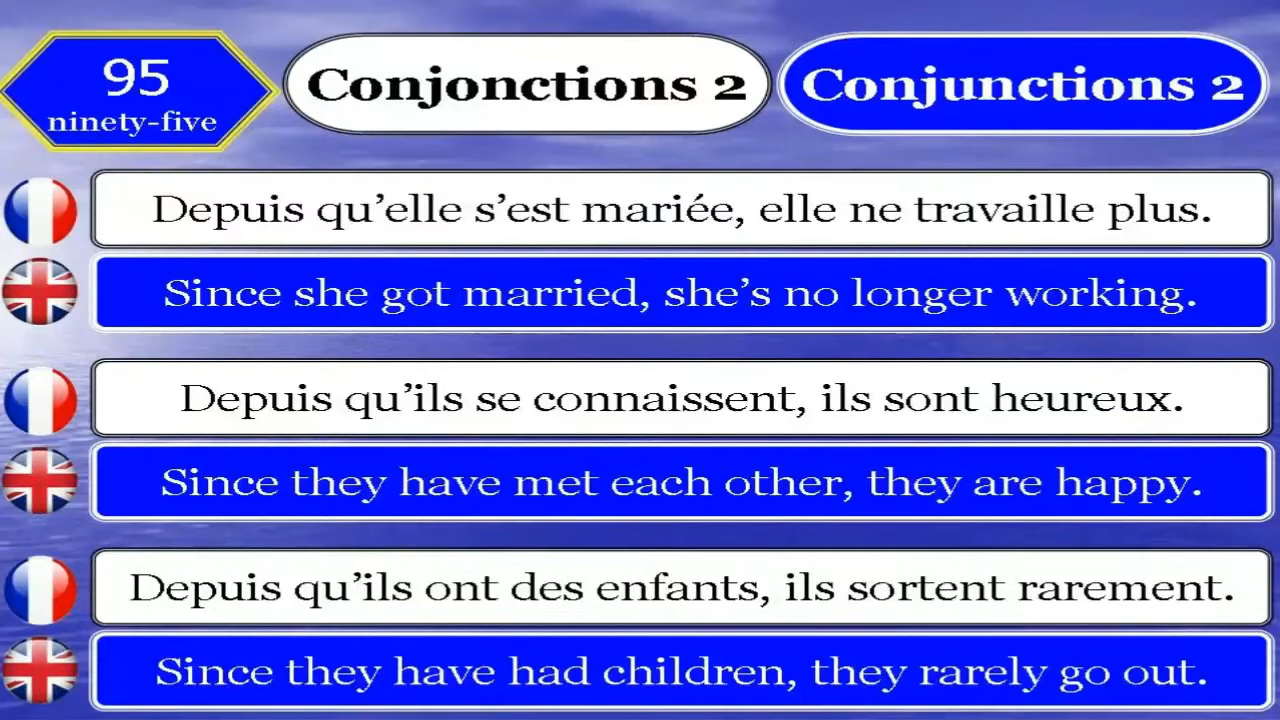 95
ninety-five
Conjonctions 2
Conjunctions 2
Depuis qu’elle s’est mariée, elle ne travaille plus.
Since she got married, she’s no longer working.
Depuis qu’ils se connaissent, ils sont heureux.
Since they have met each other, they are happy.
Depuis qu’ils ont des enfants, ils sortent rarement.
Since they have had children, they rarely go out.